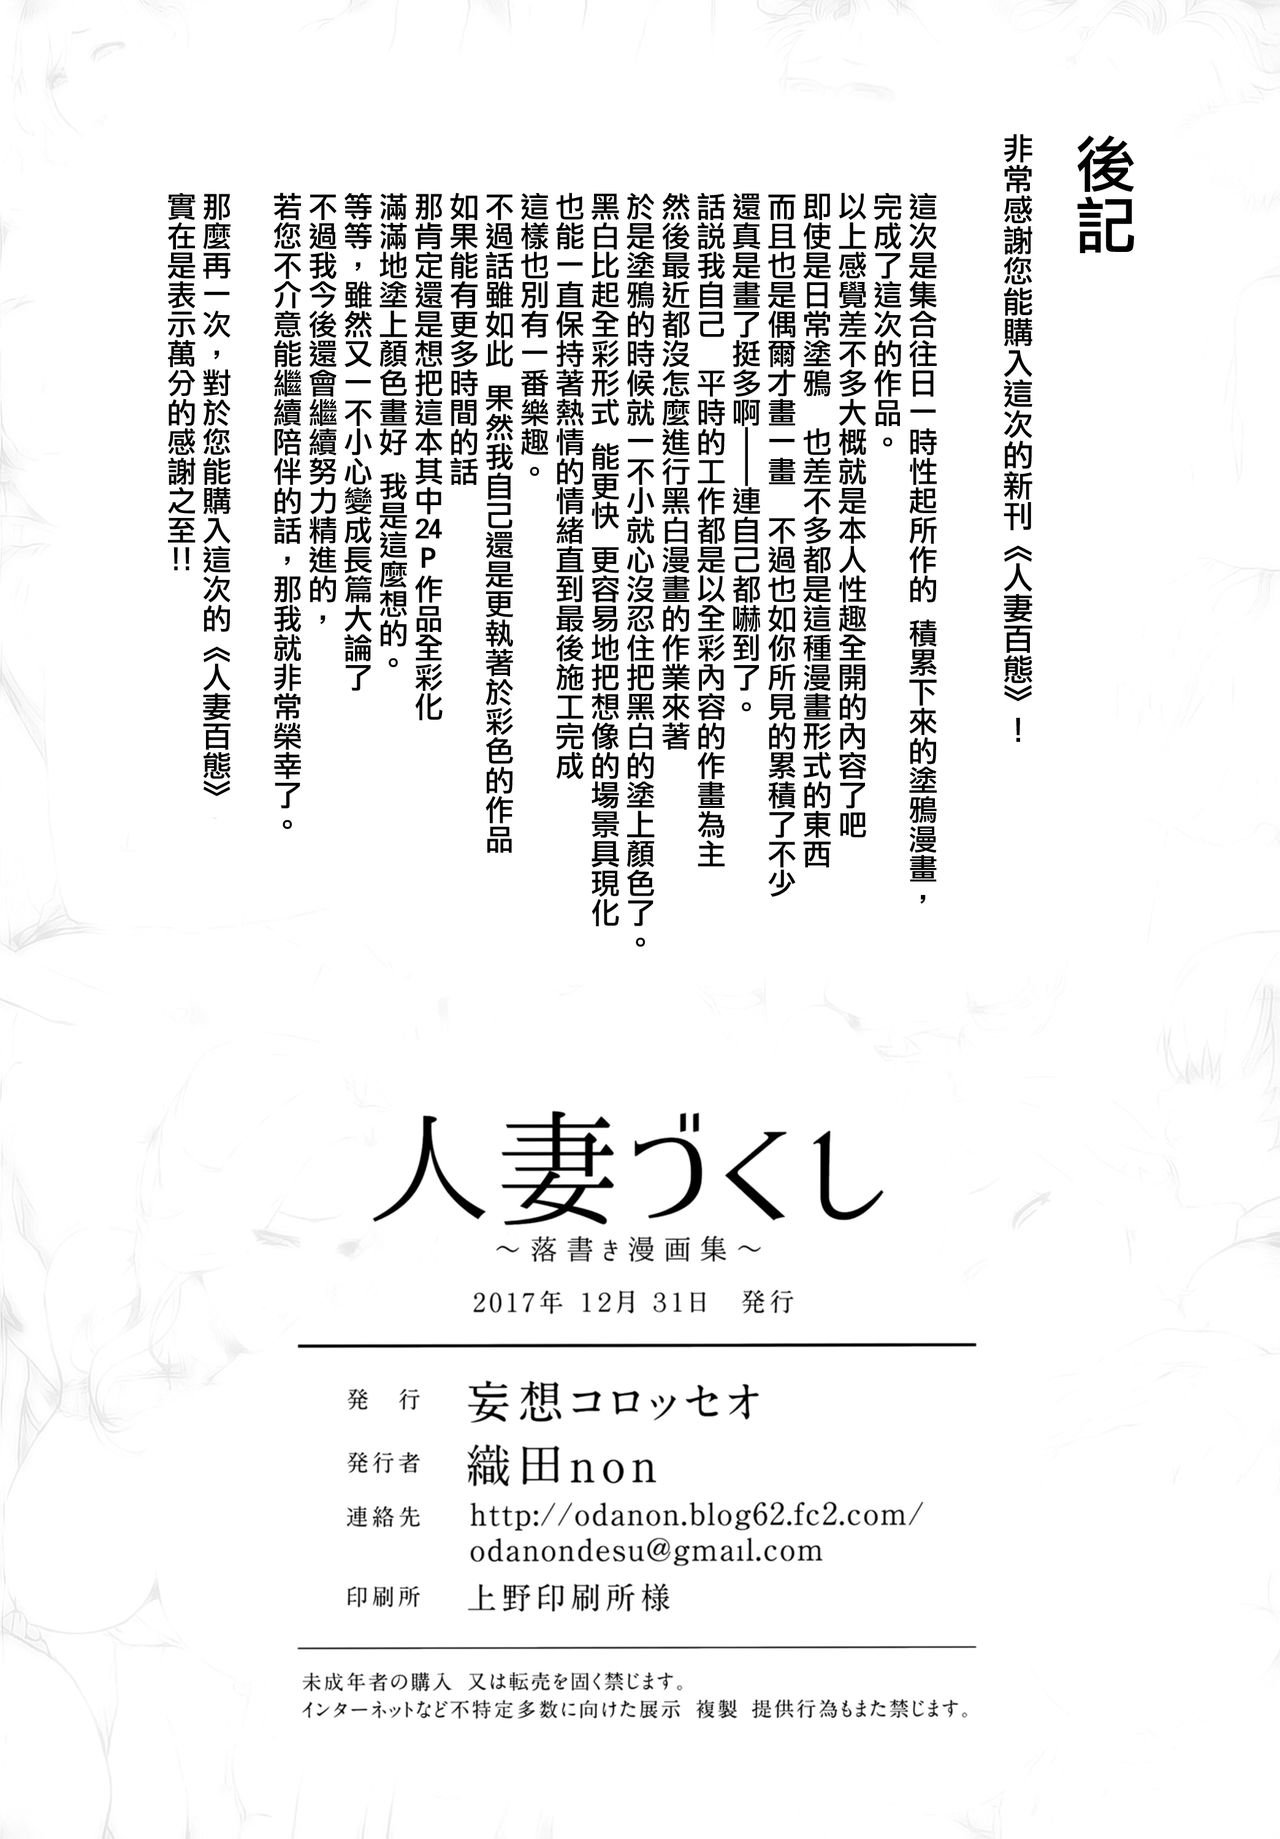 後記
非常感謝您能購入這次的新刊《人妻百態》！
這次是集合往日一時性起所作的 積累下來的塗鴉漫畫，
完成了這次的作品。
以上感覺差不多大概就是本人性趣全開的內容了吧
即使是日常塗鴉　也差不多都是這種漫畫形式的東西
而且也是偶爾才畫一畫　不過也如你所見的累積了不少
還真是畫了挺多啊——連自己都嚇到了。
話說我自己　平時的工作都是以全彩內容的作畫為主
然後最近都沒怎麼進行黑白漫畫的作業來著
於是塗鴉的時候就一不小就心沒忍住把黑白的塗上顏色了。
黑白比起全彩形式 能更快 更容易地把想像的場景具現化
也能一直保持著熱情的情緒直到最後施工完成
這樣也別有一番樂趣。
不過話雖如此 果然我自己還是更執著於彩色的作品
如果能有更多時間的話
那肯定還是想把這本其中24P作品全彩化
滿滿地塗上顏色畫好 我是這麼想的。
等等，雖然又一不小心變成長篇大論了
不過我今後還會繼續努力精進的，
若您不介意能繼續陪伴的話，那我就非常榮幸了。
那麼再一次，對於您能購入這次的《人妻百態》
實在是表示萬分的感謝之至!!
人妻づくし
～落書き漫画集～
2017年 12月 31日　発行
発　行　妄想コロッセオ
発行者　織田non
連絡先　http://odanon.blog62.fc2.com/
odanondesu@gmail.com
印刷所　上野印刷所様
未成年者の購入　又は転売を固く禁じます。
インターネットなど不特定多数に向けた展示　複製　提供行為もまた禁じます。